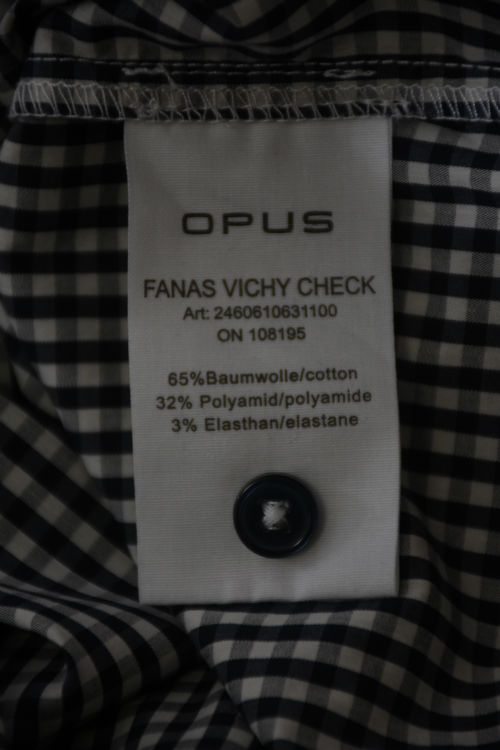 OPUS
FANAS VICHY CHECK
Art: 2460610631100
ON 108195
65%Baumwolle/cotton
32% Polyamid/polyamide
3% Elasthan/elastane